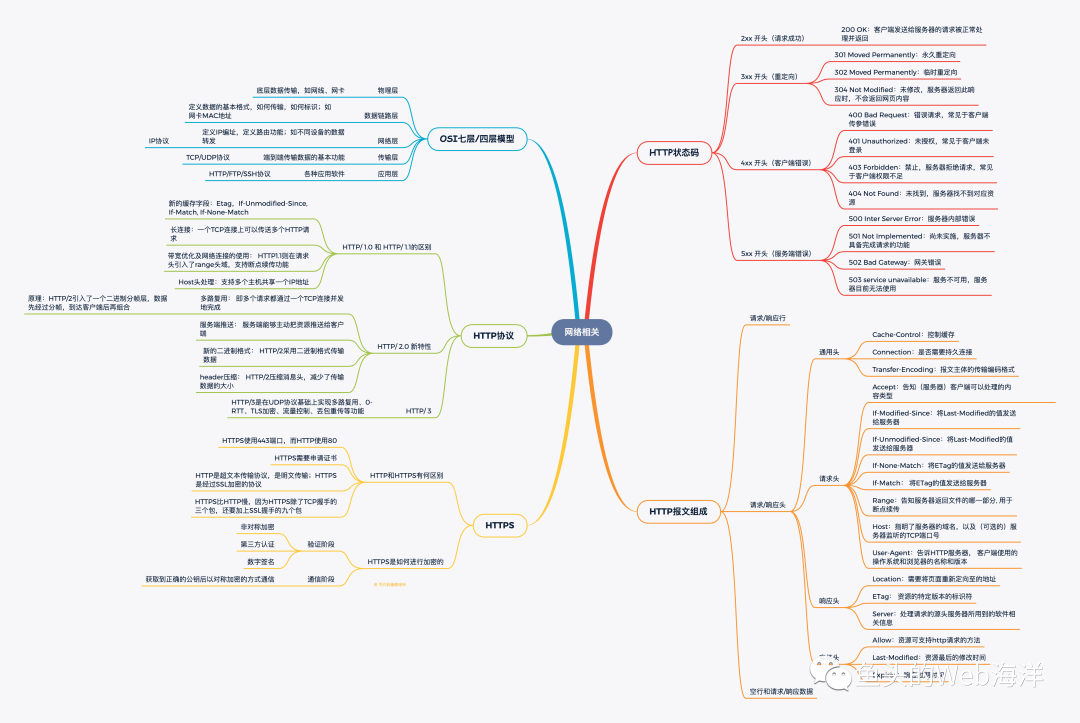 网络相关
OSI七层/四层模型
物理层
底层数据传输，如网线、网卡
数据链路层
定义数据的基本格式，如何传输，如何标识；如
网卡MAC地址
网络层
定义IP编址，定义路由功能；如不同设备的数据
转发
IP协议
传输层
端到端传输数据的基本功能
TCP/UDP协议
应用层
各种应用软件
HTTP/FTP/SSH协议
HTTP协议
HTTP/ 1.0 和 HTTP/ 1.1的区别
新的缓存字段：Etag，If-Unmodified-Since,
If-Match, If-None-Match
长连接：一个TCP连接上可以传送多个HTTP请
求
带宽优化及网络连接的使用： HTTP1.1则在请求
头引入了range头域，支持断点续传功能
Host头处理：支持多个主机共享一个IP地址
HTTP/ 2.0 新特性
多路复用： 即多个请求都通过一个TCP连接并发
地完成
原理：HTTP/2引入了一个二进制分帧层，数据
先经过分帧，到达客户端后再组合
服务端推送： 服务端能够主动把资源推送给客户
端
新的二进制格式： HTTP/2采用二进制格式传输
数据
header压缩： HTTP/2压缩消息头，减少了传输
数据的大小
HTTP/ 3
HTTP/3是在UDP协议基础上实现多路复用、0-
RTT、TLS加密、流量控制、丢包重传等功能
HTTPS
HTTP和HTTPS有何区别
HTTPS使用443端口，而HTTP使用80
HTTPS需要申请证书
HTTP是超文本传输协议，是明文传输；HTTPS
是经过SSL加密的协议
HTTPS比HTTP慢，因为HTTPS除了TCP握手的
三个包，还要加上SSL握手的九个包
HTTPS是如何进行加密的
验证阶段
非对称加密
第三方认证
数字签名
通信阶段
获取到正确的公钥后以对称加密的方式通信
HTTP状态码
2xx 开头（请求成功）
200 OK：客户端发送给服务器的请求被正常处
理并返回
3xx 开头（重定向）
301 Moved Permanently：永久重定向
302 Moved Permanently：临时重定向
304 Not Modified：未修改，服务器返回此响
应时，不会返回网页内容
4xx 开头（客户端错误）
400 Bad Request：错误请求，常见于客户端
传参错误
401 Unauthorized：未授权，常见于客户端未
登录
403 Forbidden：禁止，服务器拒绝请求，常见
于客户端权限不足
404 Not Found：未找到，服务器找不到对应资
源
5xx 开头（服务端错误）
500 Inter Server Error：服务器内部错误
501 Not Implemented：尚未实施，服务器不
具备完成请求的功能
502 Bad Gateway：网关错误
503 service unavailable：服务不可用，服务
器目前无法使用
HTTP报文组成
请求/响应行
请求/响应头
通用头
Cache-Control：控制缓存
Connection：是否需要持久连接
Transfer-Encoding：报文主体的传输编码格式
请求头
Accept：告知（服务器）客户端可以处理的内
容类型
If-Modified-Since：将Last-Modified的值发送
给服务器
If-Unmodified-Since：将Last-Modified的值
发送给服务器
If-None-Match：将ETag的值发送给服务器
If-Match： 将ETag的值发送给服务器
Range：告知服务器返回文件的哪一部分, 用于
断点续传
Host：指明了服务器的域名，以及（可选的）服
务器监听的TCP端口号
User-Agent：告诉HTTP服务器， 客户端使用的
操作系统和浏览器的名称和版本
响应头
Location：需要将页面重新定向至的地址
ETag： 资源的特定版本的标识符
Server：处理请求的源头服务器所用到的软件相
关信息
Allow：资源可支持http请求的方法
Last-Modified：资源最后的修改时间
空行和请求/响应数据
鱼头的Web海洋